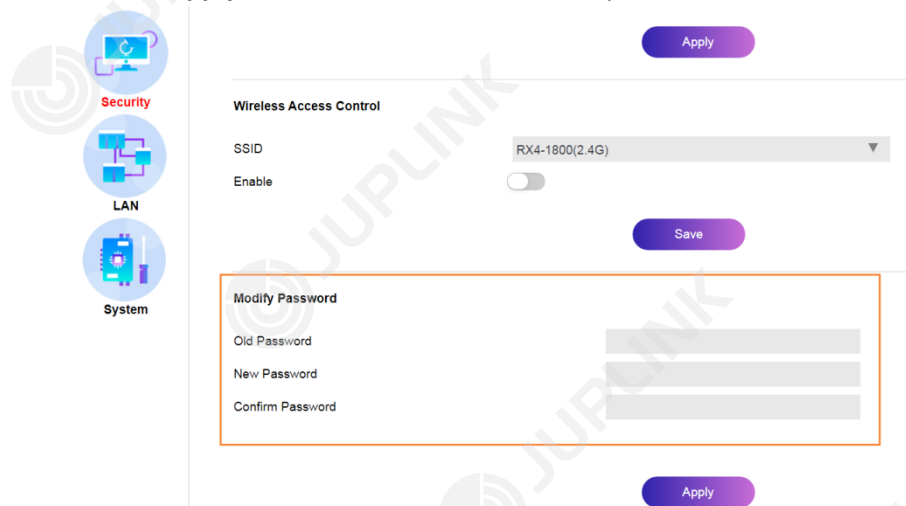 Apply
Security
Wireless Access Control
SSID
RX4-1800(2.4G)
Enable
LAN
Save
System
Modify Password
Old Password
New Password
Confirm Password
Apply
JUPLINK
JUPLINK
JUPLINK